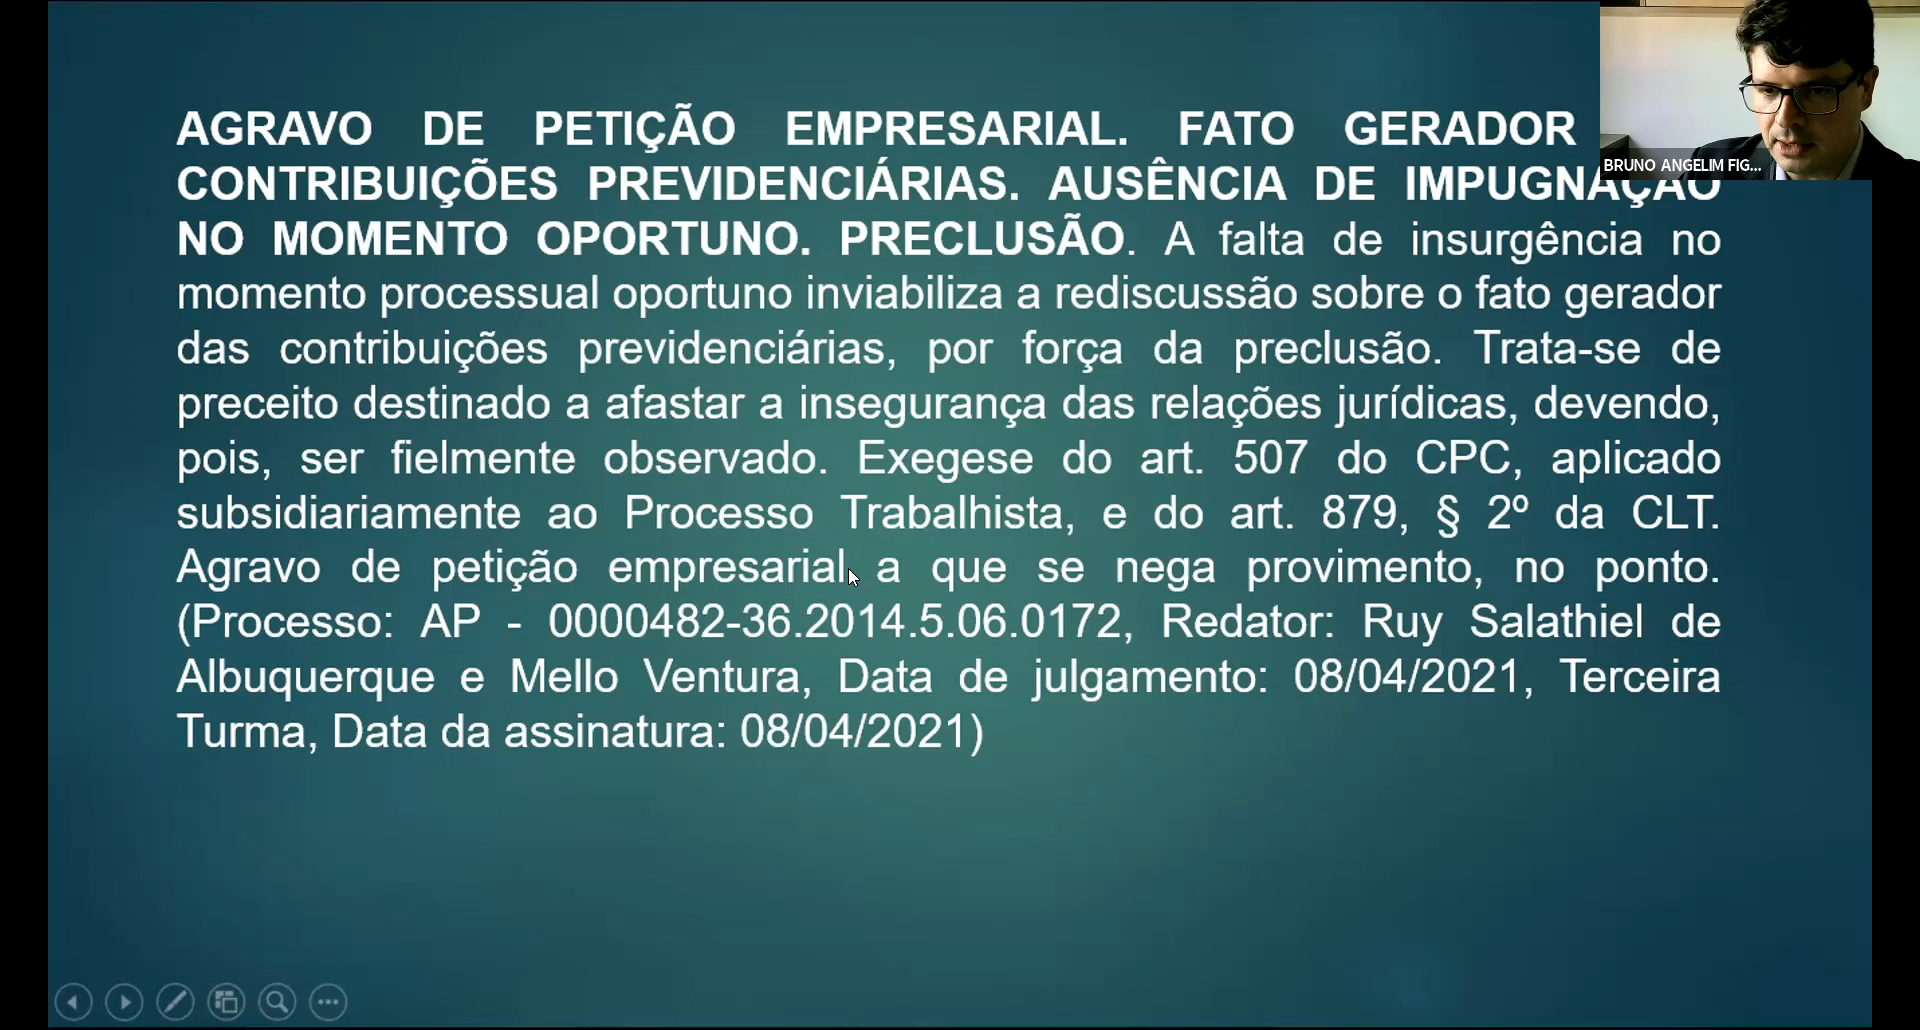 AGRAVO DE PETIÇÃO EMPRESARIAL. FATO GERADOR
CONTRIBUIÇÕES PREVIDENCIÁRIAS. AUSÊNCIA DE IMPUGNAÇÃO
NO MOMENTO OPORTUNO. PRECLUSÃO. A falta de insurgência no
momento processual oportuno inviabiliza a rediscussão sobre o fato gerador
das contribuições previdenciárias, por força da preclusão. Trata-se de
preceito destinado a afastar a insegurança das relações jurídicas, devendo,
pois, ser fielmente observado. Exegese do art. 507 do CPC, aplicado
subsidiariamente ao Processo Trabalhista, e do art. 879, § 2º da CLT.
Agravo de petição empresarial a que se nega provimento, no ponto.
(Processo: AP - 0000482-36.2014.5.06.0172, Redator: Ruy Salathiel de
Albuquerque e Mello Ventura, Data de julgamento: 08/04/2021, Terceira
Turma, Data da assinatura: 08/04/2021)
BRUNO ANGELIM FIG...